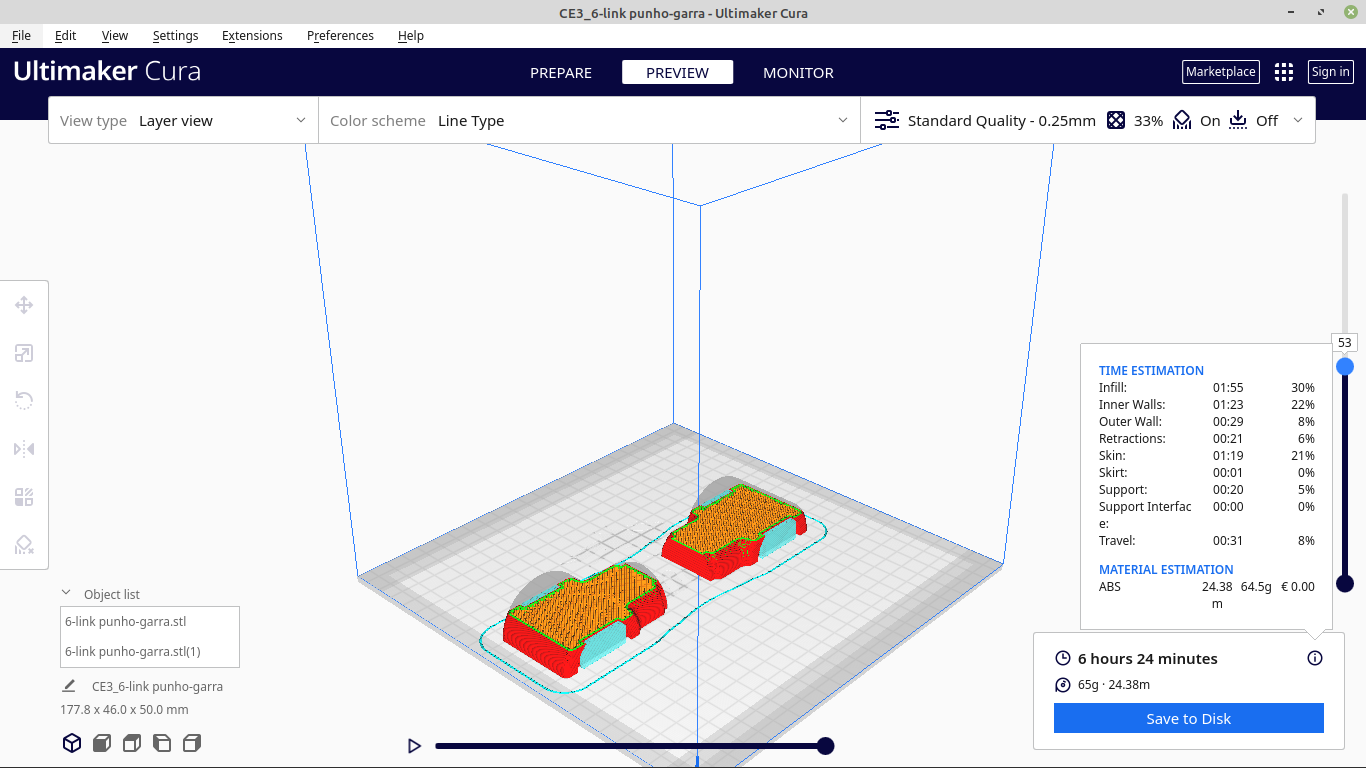 CE3_6-link punho-garra - Ultimaker Cura
File Edit View Settings Extensions Preferences Help
Ultimaker Cura PREPARE PREVIEW MONITOR Marketplace Sign in
View type Layer view Color scheme Line Type Standard Quality - 0.25mm 33% On Off
53
TIME ESTIMATION
Infill: 01:55 30%
Inner Walls: 01:23 22%
Outer Wall: 00:29 8%
Retractions: 00:21 6%
Skin: 01:19 21%
Skirt: 00:01 0%
Support: 00:20 5%
Support Interfac 00:00 0%
e:
Travel: 00:31 8%
MATERIAL ESTIMATION
ABS 24.38 64.5g € 0.00
m
Object list
6-link punho-garra.stl
6-link punho-garra.stl(1)
CE3_6-link punho-garra
177.8 x 46.0 x 50.0 mm
6 hours 24 minutes
65g · 24.38m
Save to Disk